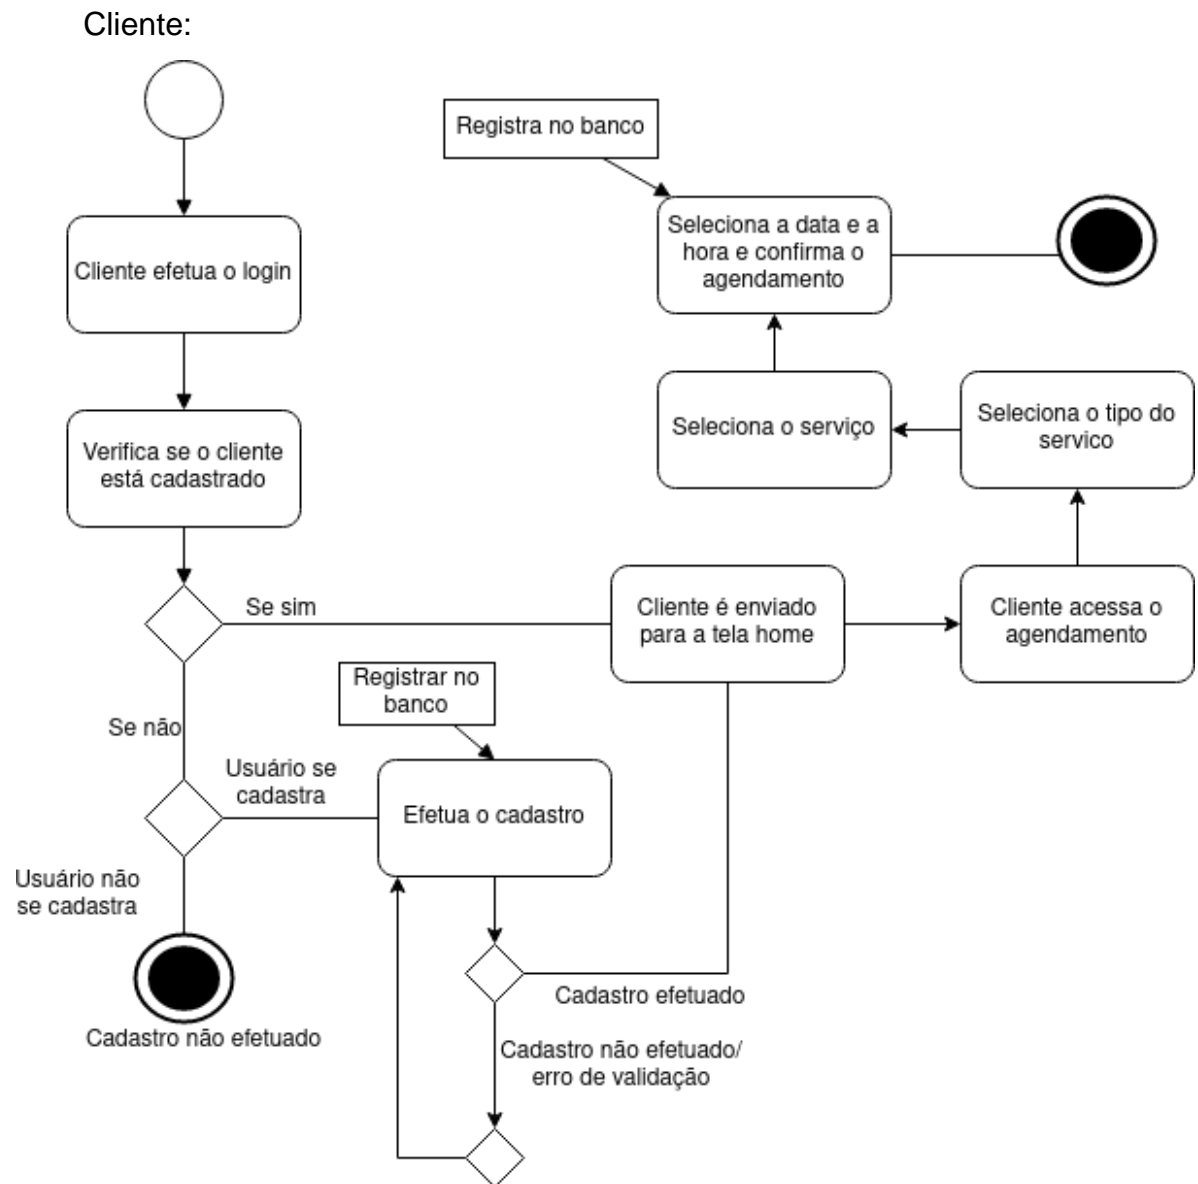 Cliente:
Registra no banco
Seleciona a data e a
hora e confirma o
agendamento
Cliente efetua o login
Verifica se o cliente
está cadastrado
Seleciona o serviço
Seleciona o tipo do
servico
Se sim
Cliente é enviado
para a tela home
Cliente acessa o
agendamento
Registrar no
banco
Se não
Usuário se
cadastra
Efetua o cadastro
Usuário não
se cadastra
Cadastro não efetuado
Cadastro efetuado
Cadastro não efetuado/
erro de validação